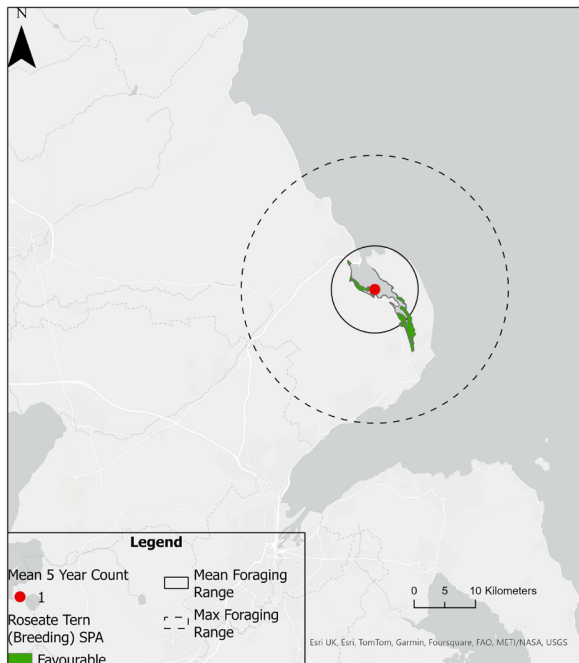 N
Legend
Mean 5 Year Count
1
Roseate Tern
(Breeding) SPA
Favourable
Mean Foraging
Range
Max Foraging
Range
0 5 10 Kilometers
Esri UK, Esri, TomTom, Garmin, Foursquare, FAO, METI/NASA, USGS